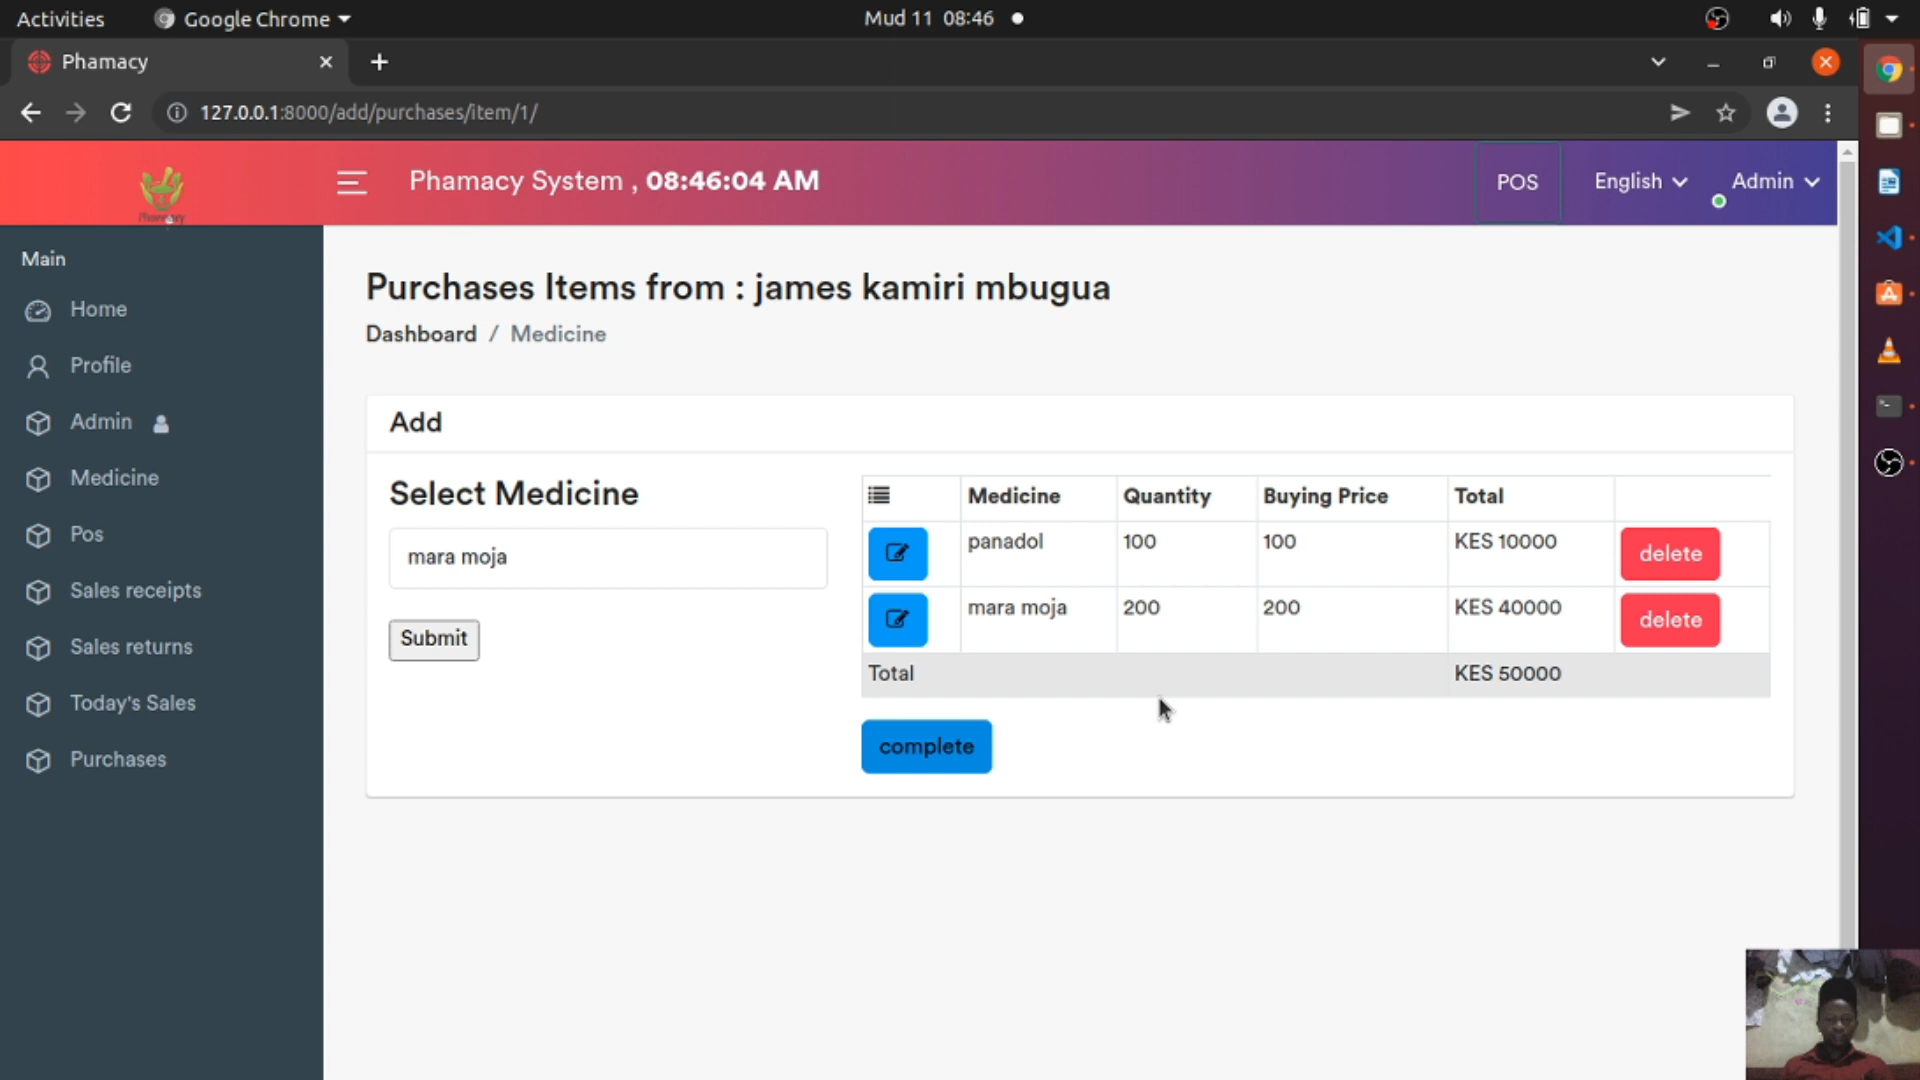 Activities Google Chrome Mud 11 08:46
Phamacy
127.0.0.1:8000/add/purchases/item/1/
Phamacy System , 08:46:04 AM POS English Admin
Main
Home
Profile
Admin
Medicine
Pos
Sales receipts
Sales returns
Today's Sales
Purchases
Purchases Items from : james kamiri mbugua
Dashboard / Medicine
Add
Select Medicine
mara moja
Submit
Medicine Quantity Buying Price Total
panadol 100 100 KES 10000 delete
mara moja 200 200 KES 40000 delete
Total KES 50000
complete